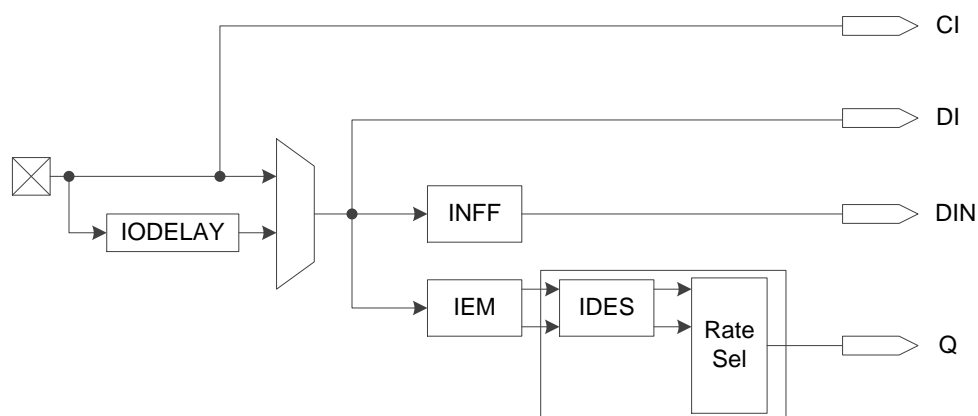 CI
DI
IODELAY
INFF
DIN
IEM
IDES
Rate
Sel
Q